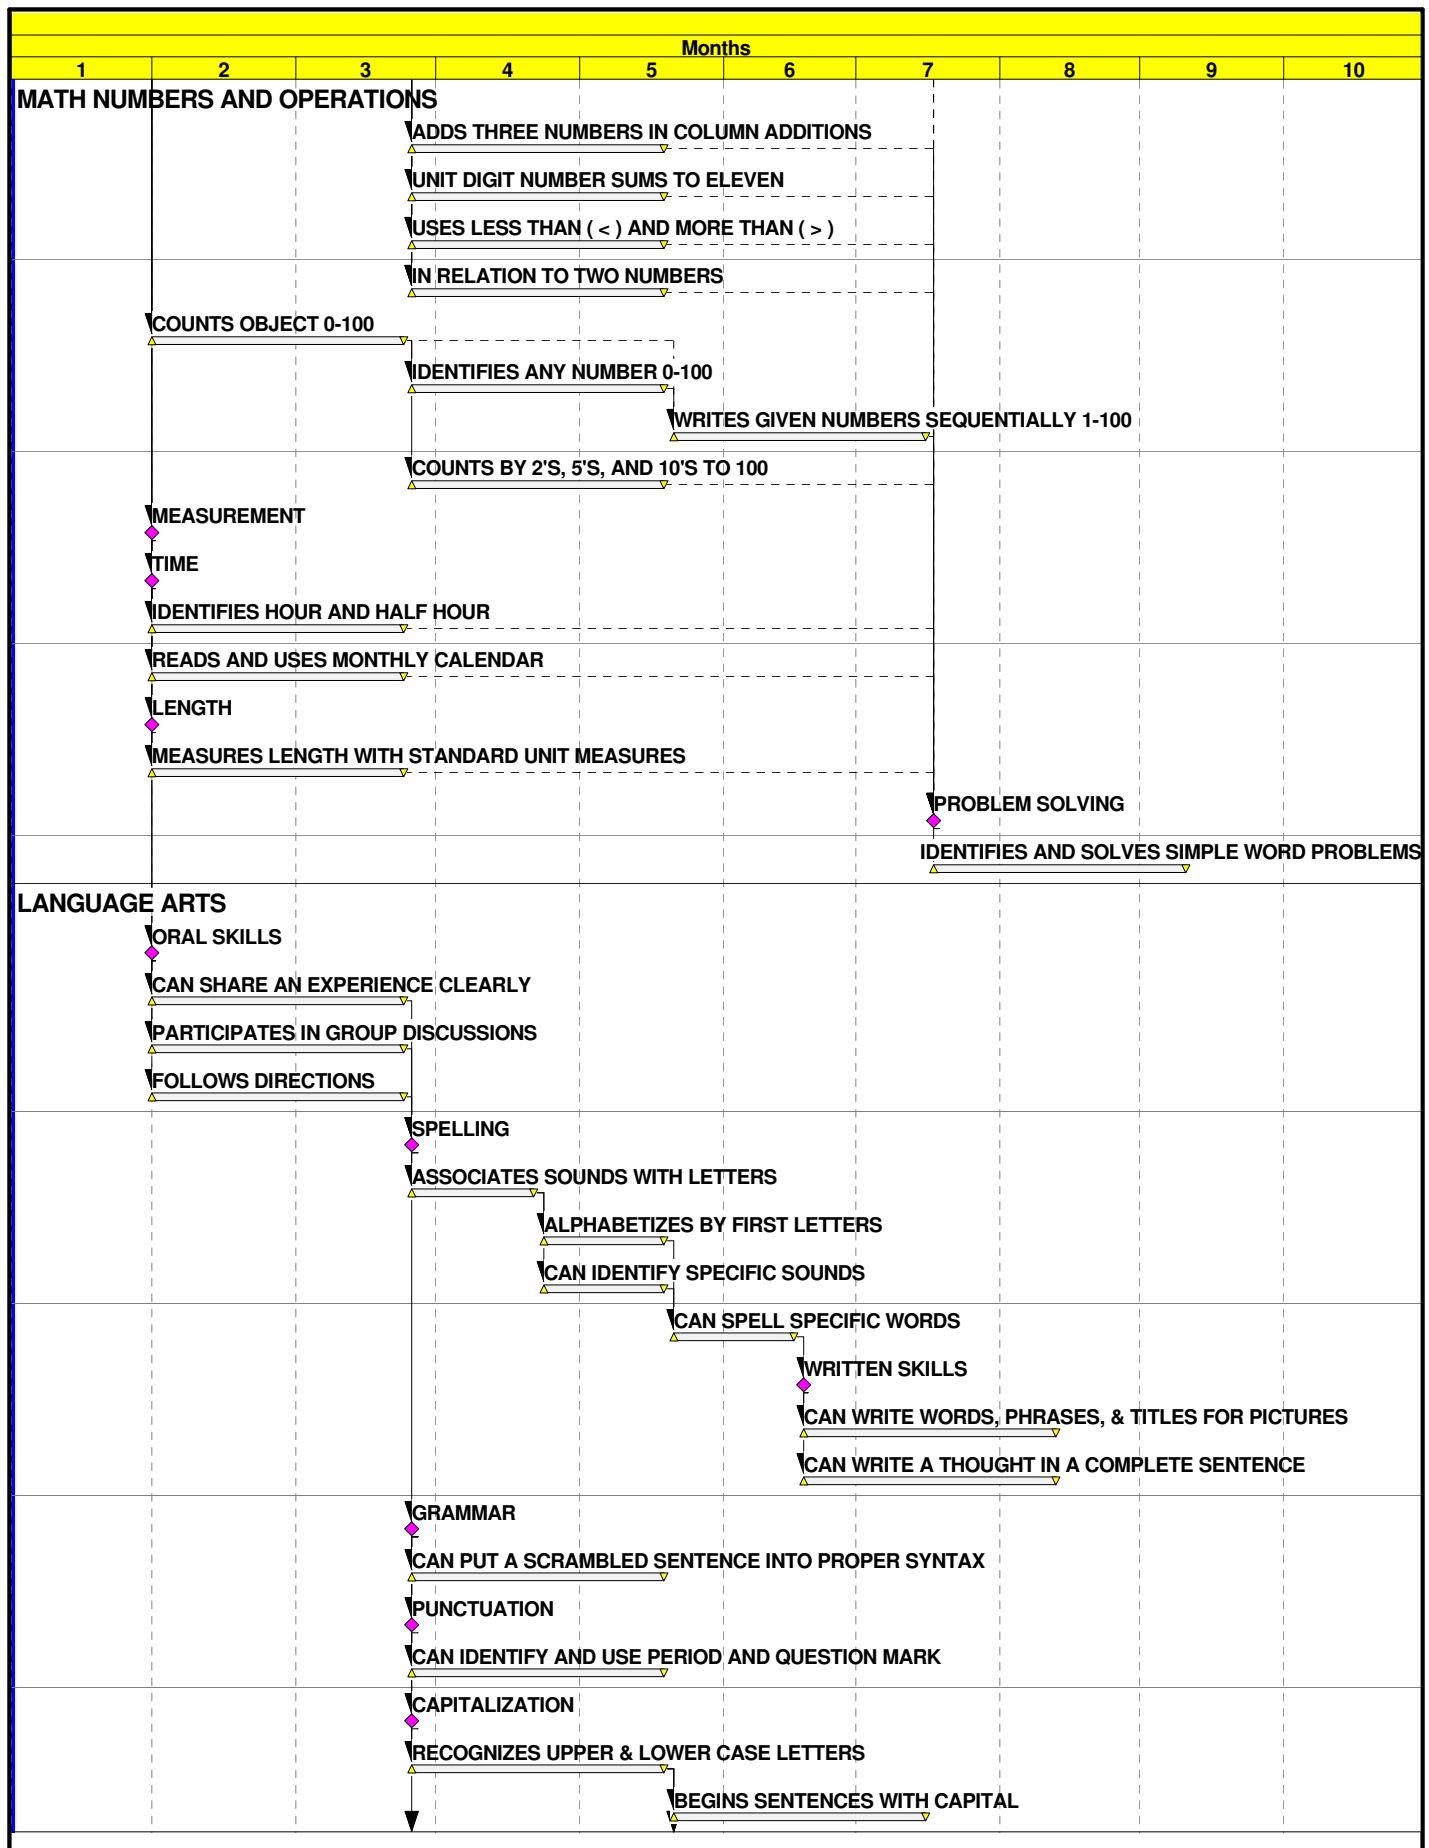 Months
1 2 3 4 5 6 7 8 9 10
MATH NUMBERS AND OPERATIONS
ADDS THREE NUMBERS IN COLUMN ADDITIONS
UNIT DIGIT NUMBER SUMS TO ELEVEN
USES LESS THAN ( < ) AND MORE THAN ( > )
IN RELATION TO TWO NUMBERS
COUNTS OBJECT 0-100
IDENTIFIES ANY NUMBER 0-100
WRITES GIVEN NUMBERS SEQUENTIALLY 1-100
COUNTS BY 2'S, 5'S, AND 10'S TO 100
MEASUREMENT
TIME
IDENTIFIES HOUR AND HALF HOUR
READS AND USES MONTHLY CALENDAR
LENGTH
MEASURES LENGTH WITH STANDARD UNIT MEASURES
PROBLEM SOLVING
IDENTIFIES AND SOLVES SIMPLE WORD PROBLEMS
LANGUAGE ARTS
ORAL SKILLS
CAN SHARE AN EXPERIENCE CLEARLY
PARTICIPATES IN GROUP DISCUSSIONS
FOLLOWS DIRECTIONS
SPELLING
ASSOCIATES SOUNDS WITH LETTERS
ALPHABETIZES BY FIRST LETTERS
CAN IDENTIFY SPECIFIC SOUNDS
CAN SPELL SPECIFIC WORDS
WRITTEN SKILLS
CAN WRITE WORDS, PHRASES, & TITLES FOR PICTURES
CAN WRITE A THOUGHT IN A COMPLETE SENTENCE
GRAMMAR
CAN PUT A SCRAMBLED SENTENCE INTO PROPER SYNTAX
PUNCTUATION
CAN IDENTIFY AND USE PERIOD AND QUESTION MARK
CAPITALIZATION
RECOGNIZES UPPER & LOWER CASE LETTERS
BEGINS SENTENCES WITH CAPITAL